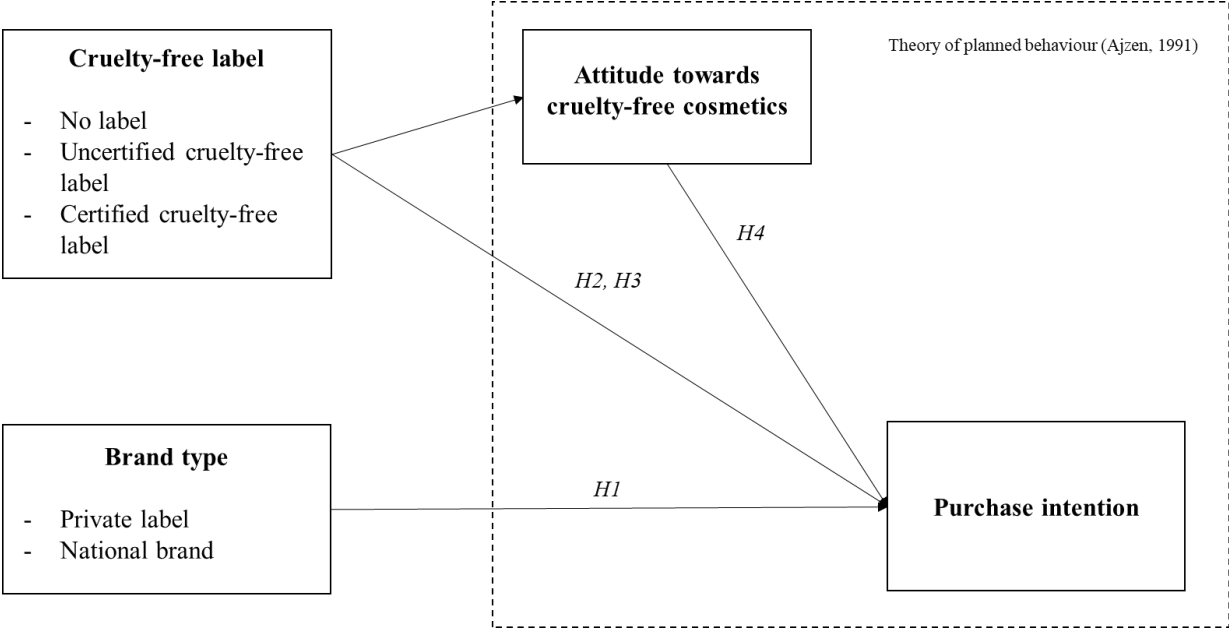 Cruelty-free label
- No label
- Uncertified cruelty-free
label
- Certified cruelty-free
label
Theory of planned behaviour (Ajzen, 1991)
Attitude towards
cruelty-free cosmetics
H4
H2, H3
Brand type
- Private label
- National brand
H1
Purchase intention